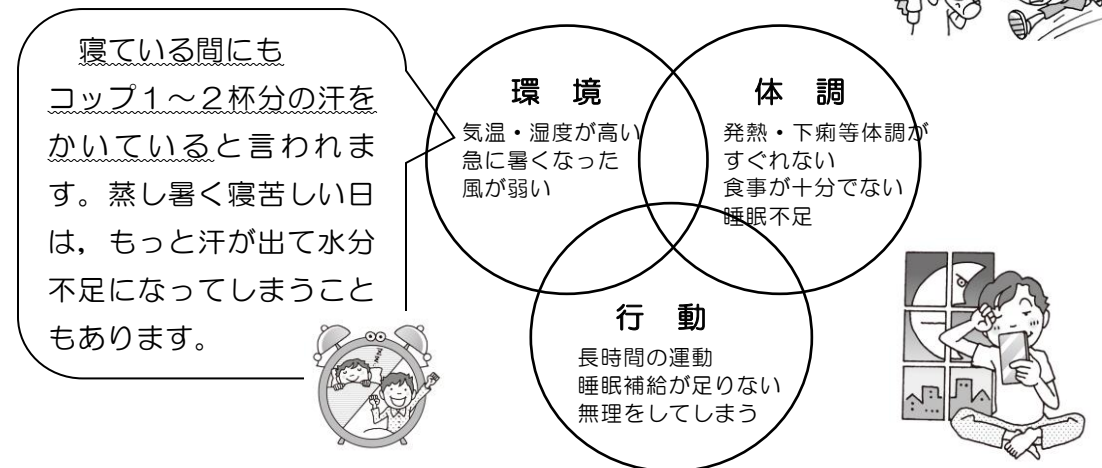 寝ている間にも
コップ1～2杯分の汗を
かいていると言われま
す。蒸し暑く寝苦しい日
は，もっと汗が出て水分
不足になってしまうこと
もあります。
環　境
気温・湿度が高い
急に暑くなった
風が弱い
体　調
発熱・下痢等体調が
すぐれない
食事が十分でない
睡眠不足
行　動
長時間の運動
睡眠補給が足りない
無理をしてしまう